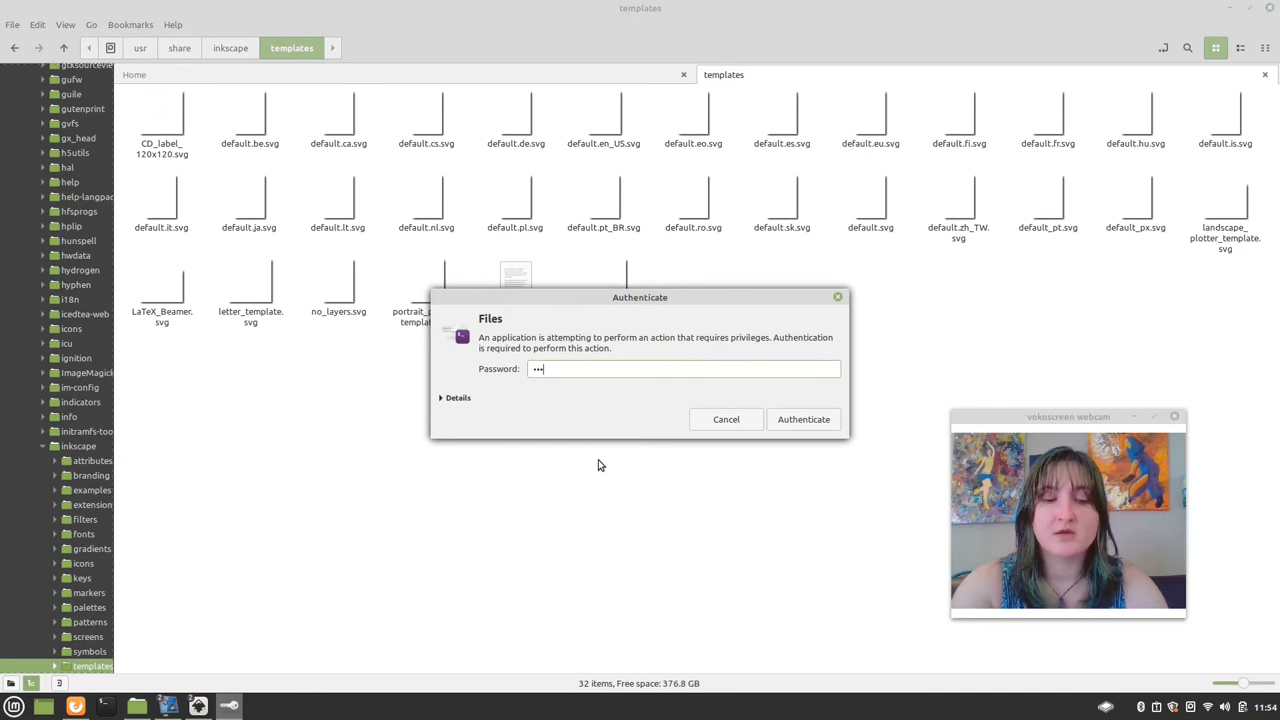 templates
File Edit View Go Bookmarks Help
usr share inkscape templates
Home
templates
gufw
guile
gutenprint
gvfs
gx_head
h5utils
hal
help
help-langpac
hfsprogs
hplip
hunspell
hwdata
hydrogen
hyphen
i18n
icedtea-web
icons
icu
ignition
ImageMagick
im-config
indicators
info
initramfs-too
inkscape
attributes
branding
examples
extension
filters
fonts
gradients
icons
keys
markers
palettes
patterns
screens
symbols
templates
CD_label_
120x120.svg
default.be.svg
default.ca.svg
default.cs.svg
default.de.svg
default.en_US.svg
default.eo.svg
default.es.svg
default.eu.svg
default.fi.svg
default.fr.svg
default.hu.svg
default.is.svg
default.it.svg
default.ja.svg
default.lt.svg
default.nl.svg
default.pl.svg
default.pt_BR.svg
default.ro.svg
default.sk.svg
default.svg
default.zh_TW.
svg
default_pt.svg
default_px.svg
landscape_
plotter_template.
svg
LaTeX_Beamer.
svg
letter_template.
svg
no_layers.svg
portrait_p
templat
Authenticate
Files
An application is attempting to perform an action that requires privileges. Authentication
is required to perform this action.
Password: •••
Details
Cancel Authenticate
vokoscreen webcam
32 items, Free space: 376.8 GB
11:54